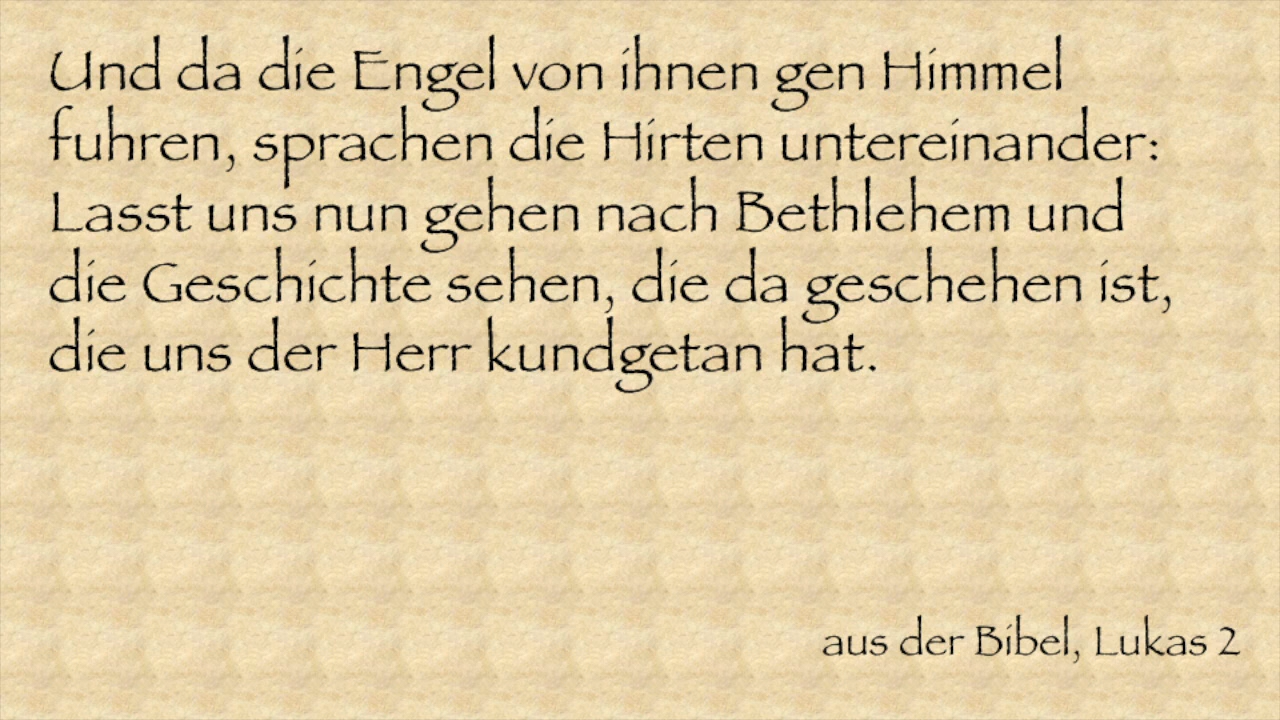 Und da die Engel von ihnen gen Himmel
fuhren, sprachen die Hirten untereinander:
Lasst uns nun gehen nach Bethlehem und
die Geschichte sehen, die da geschehen ist,
die uns der Herr kundgetan hat.
aus der Bibel, Lukas 2